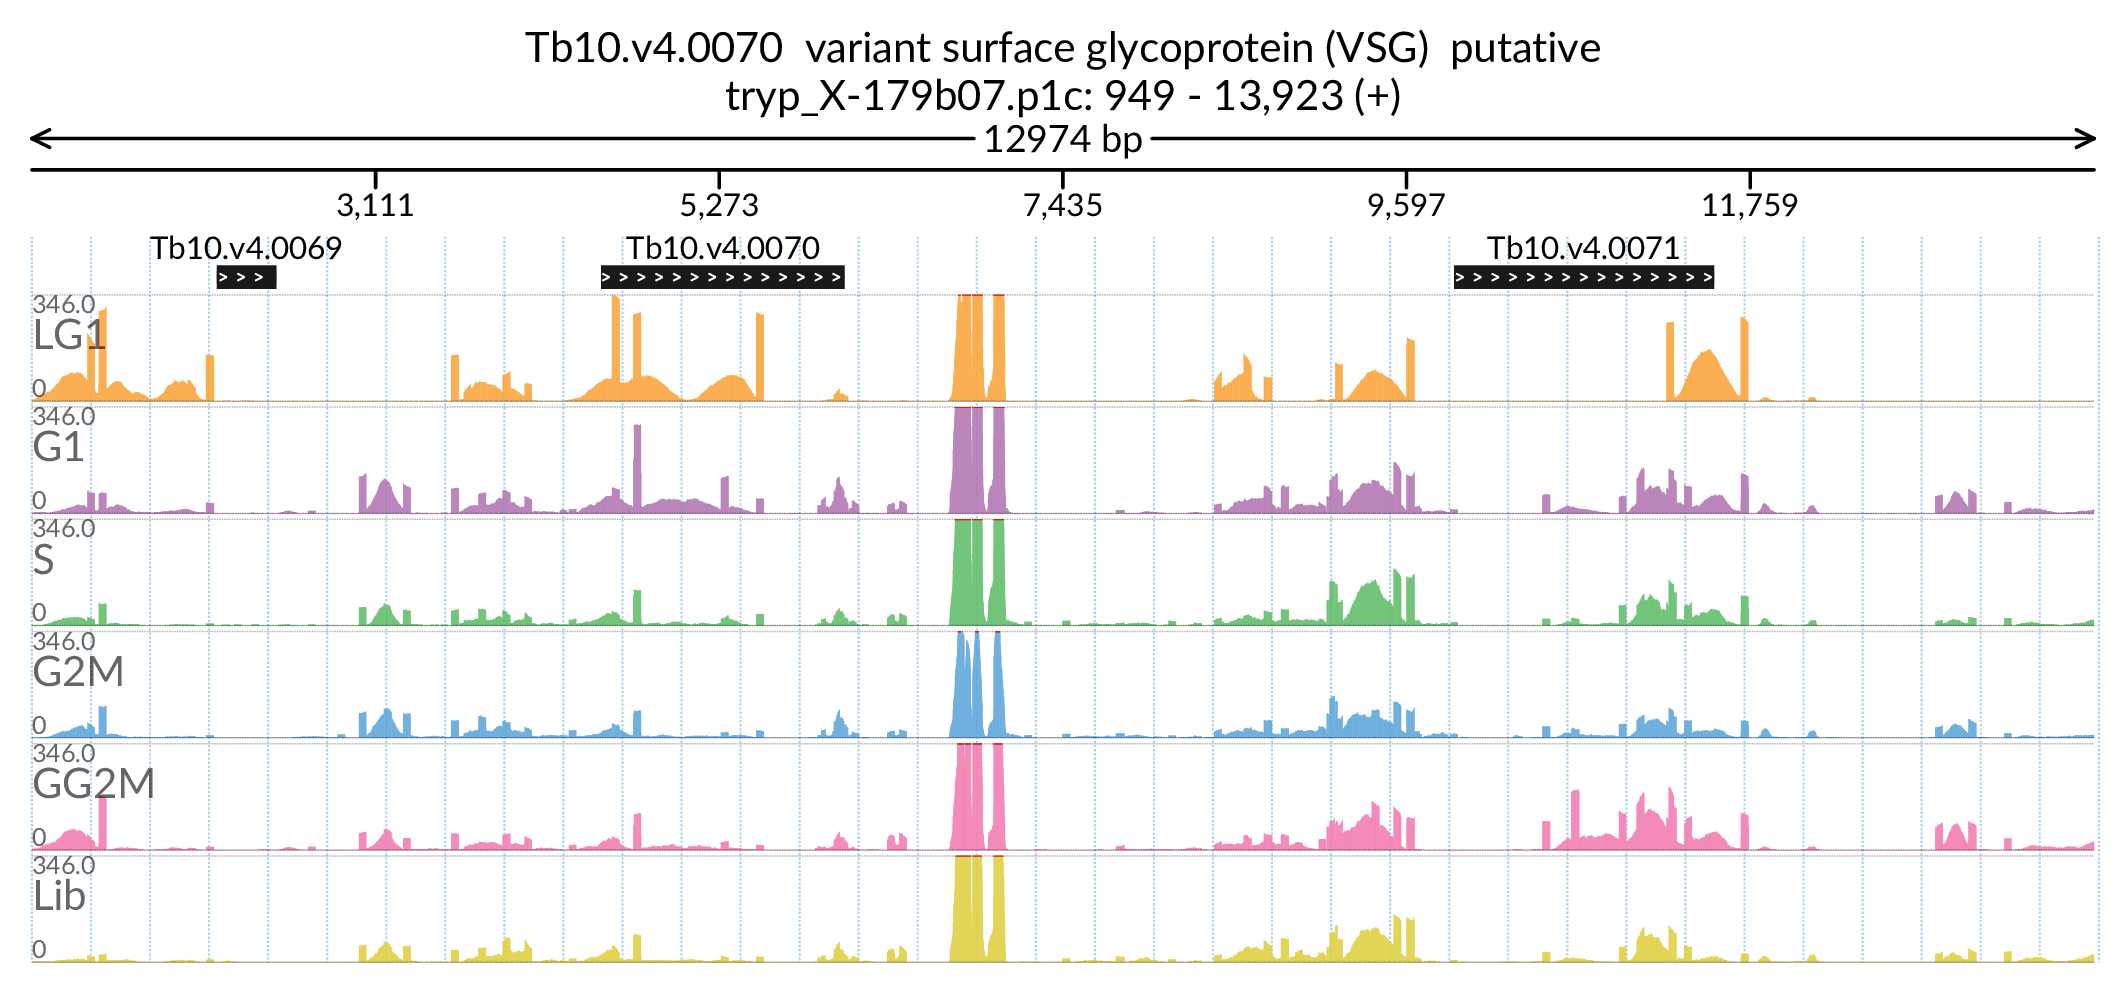 Tb10.v4.0070 variant surface glycoprotein (VSG) putative
tryp_X-179b07.p1c: 949 - 13,923 (+)
12974 bp
3,111 5,273 7,435 9,597 11,759
Tb10.v4.0069 Tb10.v4.0070 Tb10.v4.0071
346.0
LG1
0
346.0
G1
0
346.0
S
0
346.0
G2M
0
346.0
GG2M
0
346.0
Lib
0